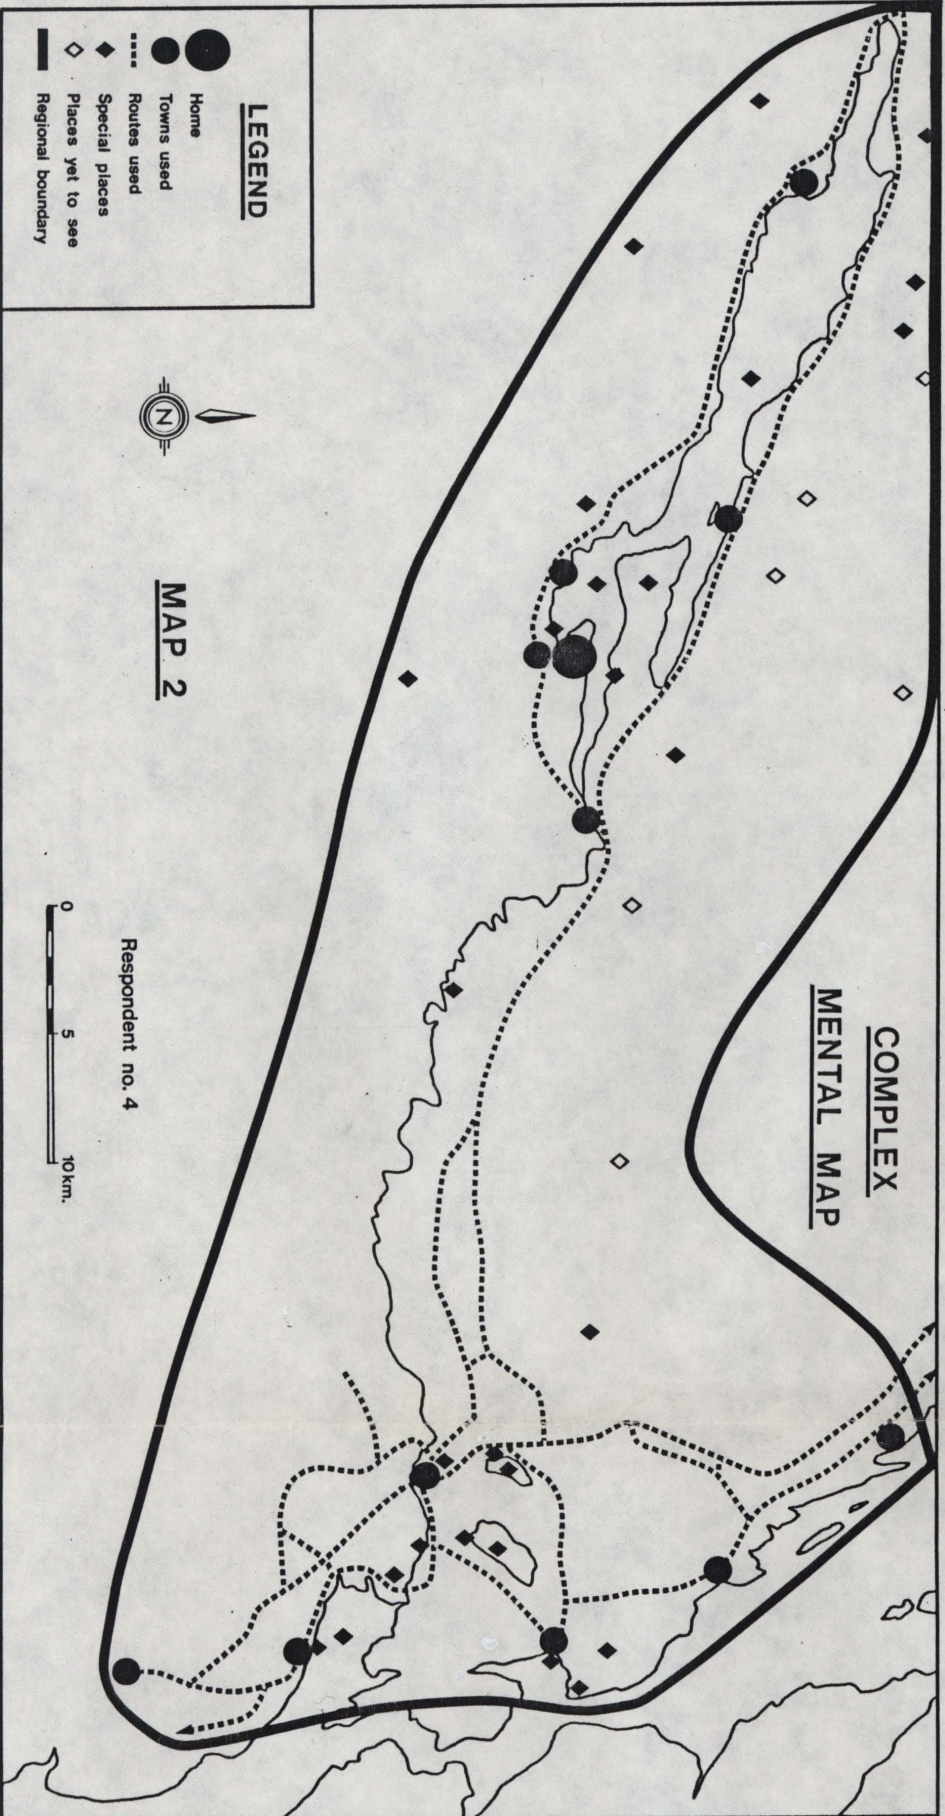 COMPLEX
MENTAL MAP
LEGEND
Home
Towns used
Routes used
Special places
Places yet to see
Regional boundary
N
MAP 2
Respondent no. 4
0 5 10 km.